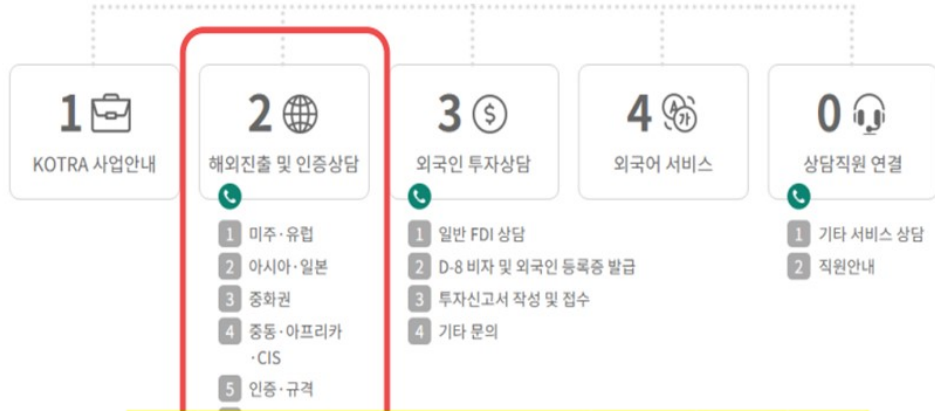 1
KOTRA 사업안내
2
해외진출 및 인증상담
1 미주·유럽
2 아시아·일본
3 중화권
4 중동·아프리카
·CIS
5 인증·규격
3
외국인 투자상담
1 일반 FDI 상담
2 D-8 비자 및 외국인 등록증 발급
3 투자신고서 작성 및 접수
4 기타 문의
4
외국어 서비스
0
상담직원 연결
1 기타 서비스 상담
2 직원안내